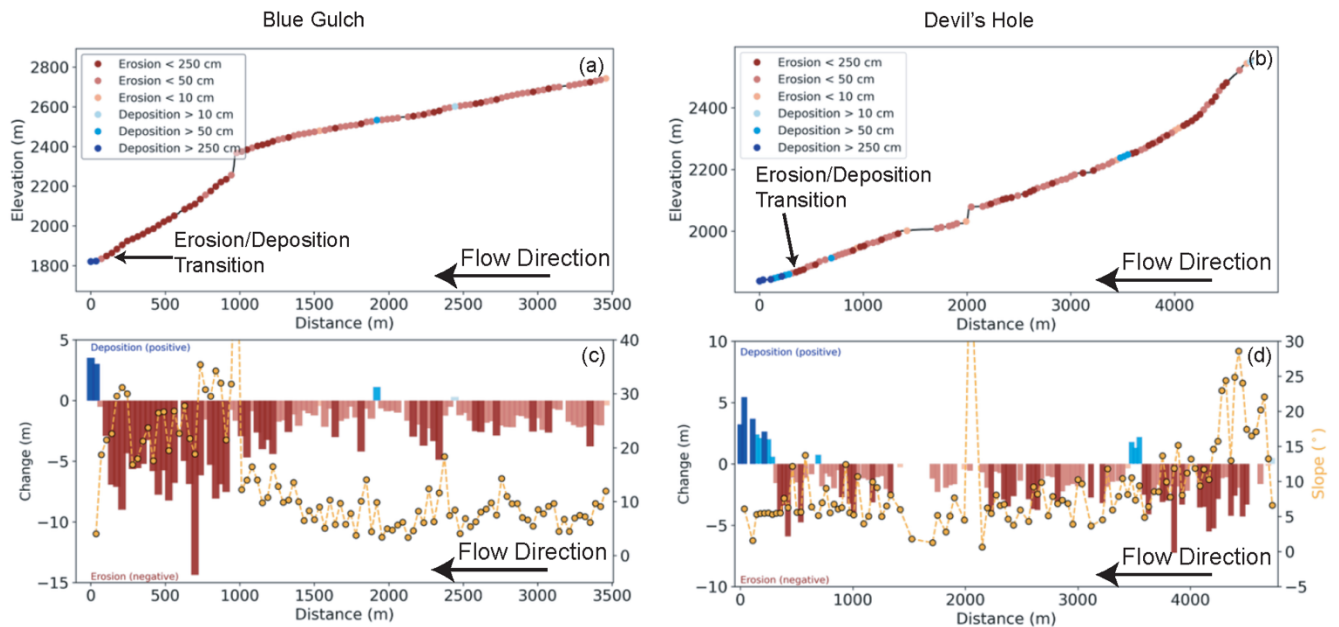 Blue Gulch
Devil's Hole
(a)
Erosion < 250 cm
Erosion < 50 cm
Erosion < 10 cm
Deposition > 10 cm
Deposition > 50 cm
Deposition > 250 cm
2800
2600
2400
2200
2000
1800
Elevation (m)
Erosion/Deposition
Transition
Flow Direction
0
500
1000
1500
2000
2500
3000
3500
Distance (m)
(b)
Erosion < 250 cm
Erosion < 50 cm
Erosion < 10 cm
Deposition > 10 cm
Deposition > 50 cm
Deposition > 250 cm
2400
2200
2000
Elevation (m)
Erosion/Deposition
Transition
Flow Direction
0
1000
2000
3000
4000
Distance (m)
(c)
Deposition (positive)
5
0
−5
−10
−15
Change (m)
40
30
20
10
0
Erosion (negative)
Flow Direction
0
500
1000
1500
2000
2500
3000
3500
Distance (m)
(d)
Deposition (positive)
10
5
0
−5
−10
Change (m)
30
25
20
15
10
5
0
−5
Slope (°)
Erosion (negative)
Flow Direction
0
1000
2000
3000
4000
Distance (m)